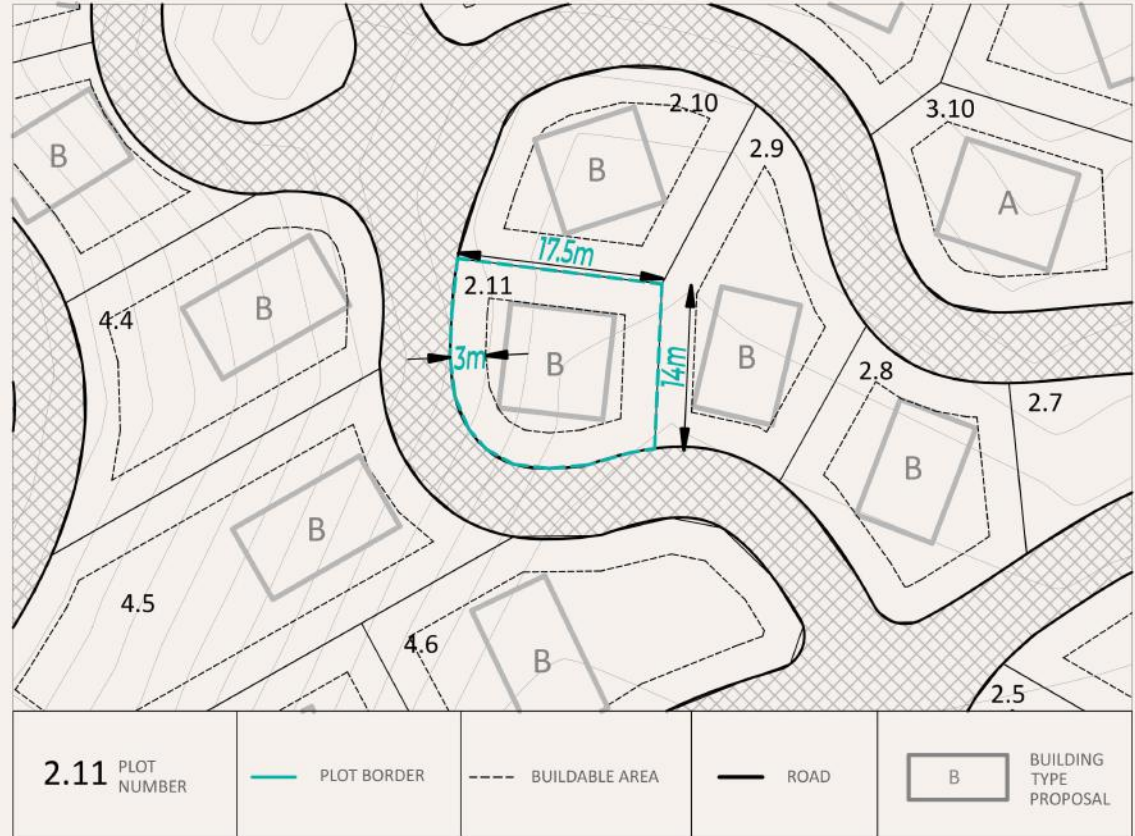 2.10
3.10
2.9
B
B
A
17.5m
2.11
B
4.4
3m
B
14m
B
2.8
2.7
B
B
4.5
4.6
B
2.5
2.11 PLOT NUMBER
PLOT BORDER
BUILDABLE AREA
ROAD
B
BUILDING TYPE PROPOSAL